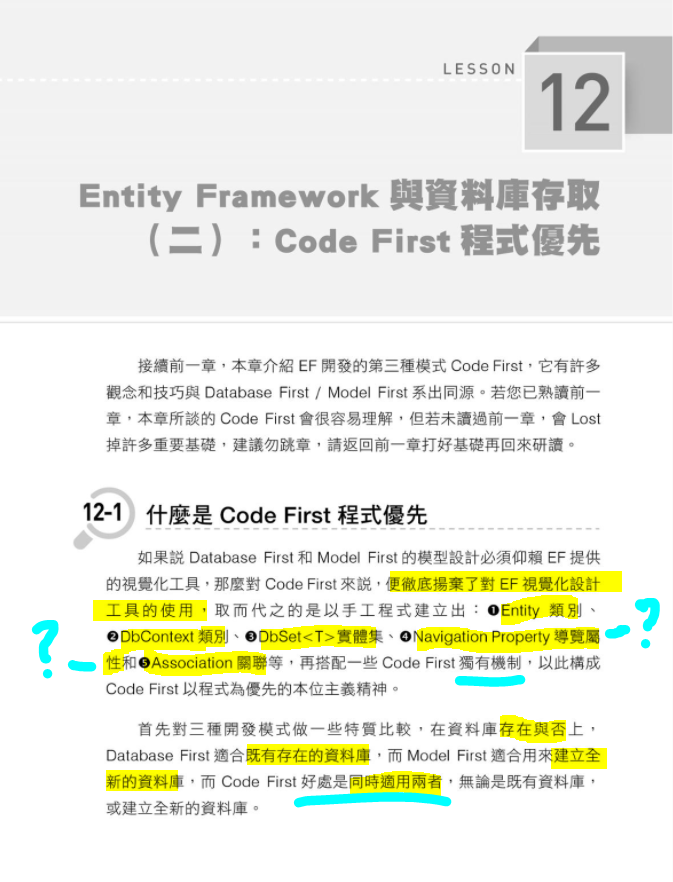 LESSON 12
Entity Framework 與資料庫存取
（二）：Code First 程式優先
接續前一章，本章介紹 EF 開發的第三種模式 Code First，它有許多
觀念和技巧與 Database First / Model First 系出同源。若您已熟讀前一
章，本章所談的 Code First 會很容易理解，但若未讀過前一章，會 Lost
掉許多重要基礎，建議勿跳章，請返回前一章打好基礎再回來研讀。
12-1 什麼是 Code First 程式優先
如果説 Database First 和 Model First 的模型設計必須仰賴 EF 提供
的視覺化工具，那麼對 Code First 來説，便徹底揚棄了對 EF 視覺化設計
工具的使用，取而代之的是以手工程式建立出：❶Entity 類別、
❷DbContext 類別、❸DbSet<T>實體集、❹Navigation Property 導覽屬 ?
? 性和❺Association 關聯等，再搭配一些 Code First 獨有機制，以此構成
Code First 以程式為優先的本位主義精神。
首先對三種開發模式做一些特質比較，在資料庫存在與否上，
Database First 適合既有存在的資料庫，而 Model First 適合用來建立全
新的資料庫，而 Code First 好處是同時適用兩者，無論是既有資料庫，
或建立全新的資料庫。